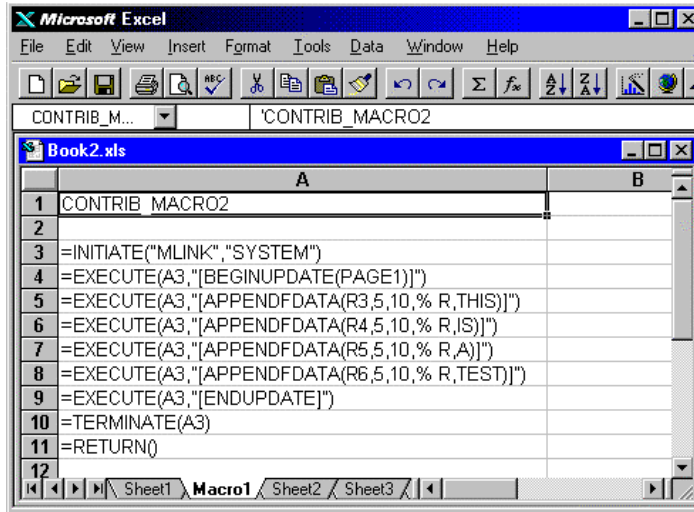 Microsoft Excel
File Edit View Insert Format Tools Data Window Help
ABC Σ fx A Z Z A
CONTRIB_M... 'CONTRIB_MACRO2
Book2.xls
A B
1 CONTRIB_MACRO2
2
3 =INITIATE("MLINK","SYSTEM")
4 =EXECUTE(A3,"[BEGINUPDATE(PAGE1)]")
5 =EXECUTE(A3,"[APPENDFDATA(R3,5,10,% R,THIS)]")
6 =EXECUTE(A3,"[APPENDFDATA(R4,5,10,% R,IS)]")
7 =EXECUTE(A3,"[APPENDFDATA(R5,5,10,% R,A)]")
8 =EXECUTE(A3,"[APPENDFDATA(R6,5,10,% R,TEST)]")
9 =EXECUTE(A3,"[ENDUPDATE]")
10 =TERMINATE(A3)
11 =RETURN()
12
Sheet1 Macro1 Sheet2 Sheet3